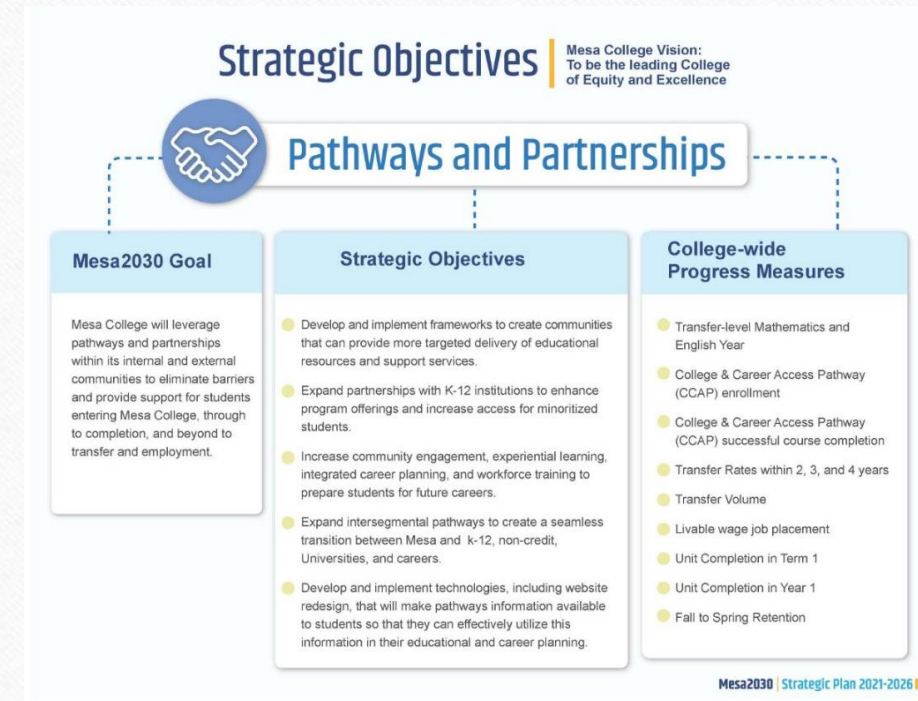 Strategic Objectives
Mesa College Vision:
To be the leading College
of Equity and Excellence
Pathways and Partnerships
Mesa2030 Goal
Mesa College will leverage
pathways and partnerships
within its internal and external
communities to eliminate barriers
and provide support for students
entering Mesa College, through
to completion, and beyond to
transfer and employment.
Strategic Objectives
Develop and implement frameworks to create communities
that can provide more targeted delivery of educational
resources and support services.
Expand partnerships with K-12 institutions to enhance
program offerings and increase access for minoritized
students.
Increase community engagement, experiential learning,
integrated career planning, and workforce training to
prepare students for future careers.
Expand intersegmental pathways to create a seamless
transition between Mesa and k-12, non-credit,
Universities, and careers.
Develop and implement technologies, including website
redesign, that will make pathways information available
to students so that they can effectively utilize this
information in their educational and career planning.
College-wide
Progress Measures
Transfer-level Mathematics and
English Year
College & Career Access Pathway
(CCAP) enrollment
College & Career Access Pathway
(CCAP) successful course completion
Transfer Rates within 2, 3, and 4 years
Transfer Volume
Livable wage job placement
Unit Completion in Term 1
Unit Completion in Year 1
Fall to Spring Retention
Mesa2030 | Strategic Plan 2021-2026